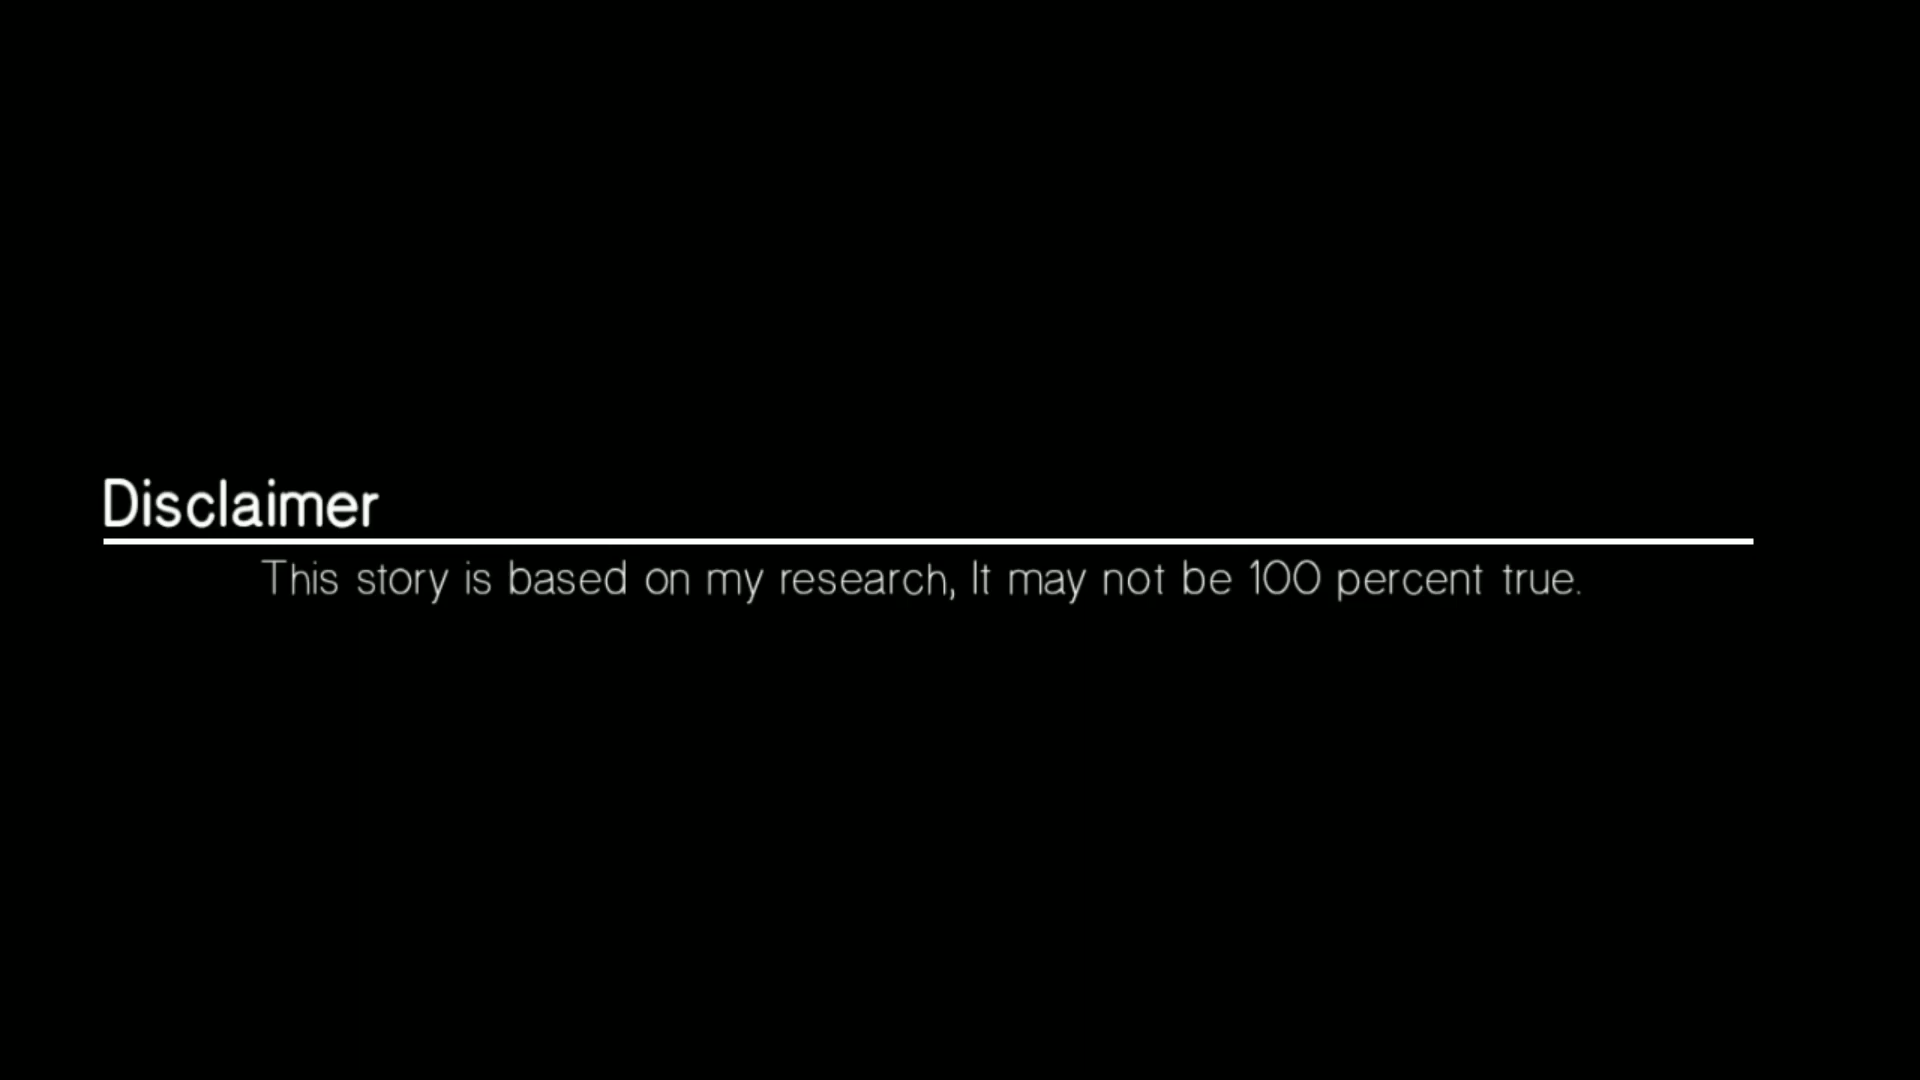 Disclaimer
This story is based on my research, It may not be 100 percent true.